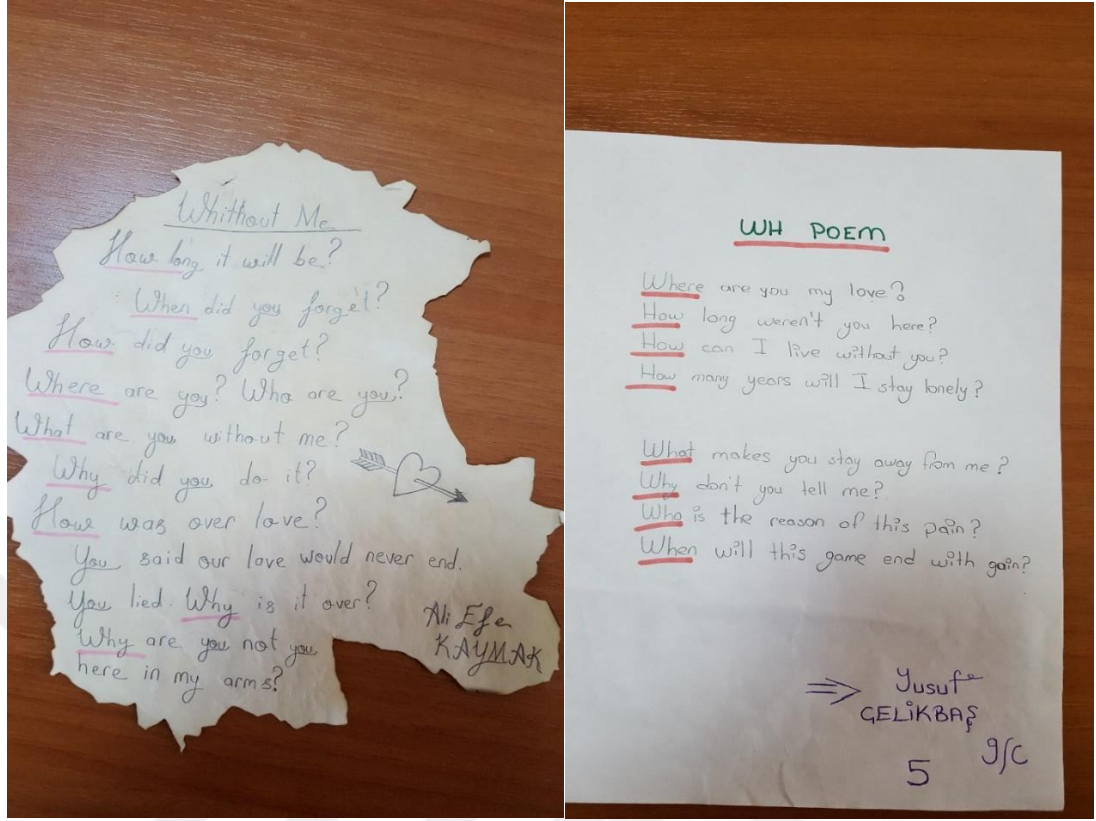 Whithout Me
How long it will be?
When did you forget?
How did you forget?
Where are you? Who are you?
What are you without me?
Why did you do it?
How was over love?
You said our love would never end.
You lied. Why is it over?
Why are you not you
here in my arms?
Ali Efe
KAYMAK
WH POEM
Where are you my love?
How long weren't you here?
How can I live without you?
How many years will I stay lonely?
What makes you stay away from me?
Why don't you tell me?
Who is the reason of this pain?
When will this game end with gain?
Yusuf
ÇELİKBAŞ
9/C
5